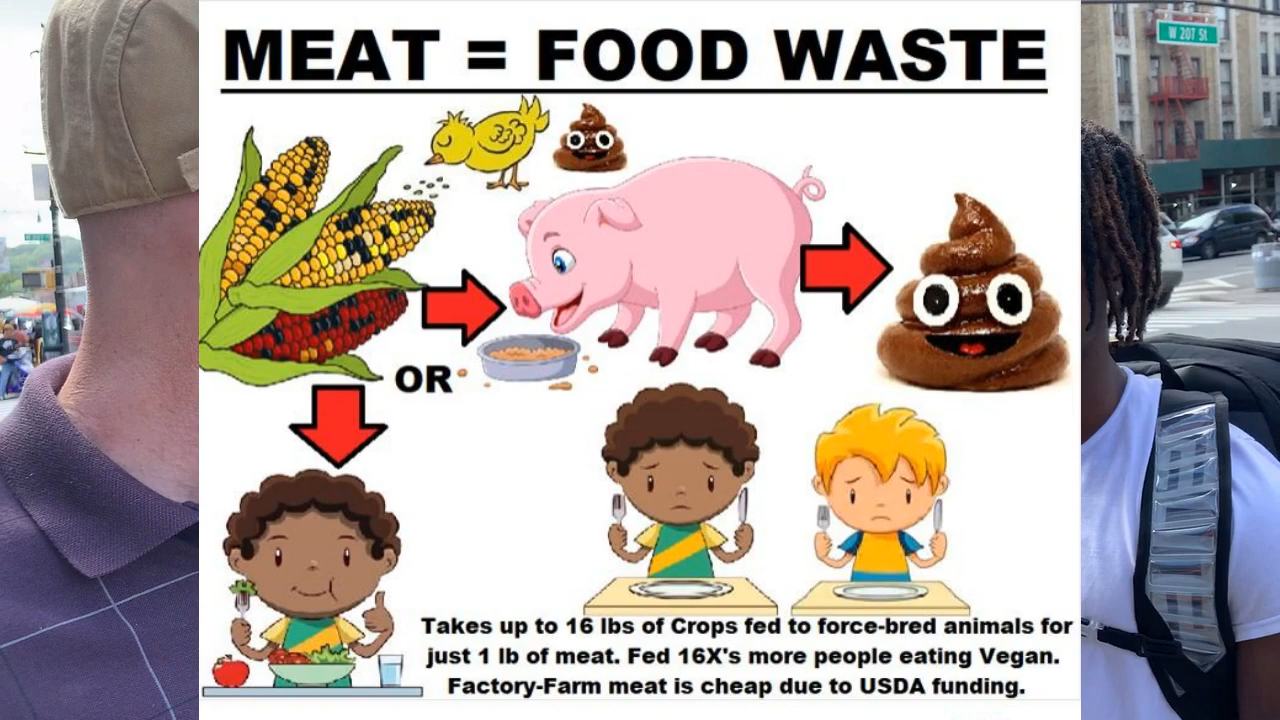 MEAT = FOOD WASTE
W 207 St
OR
Takes up to 16 lbs of Crops fed to force-bred animals for
just 1 lb of meat. Fed 16X's more people eating Vegan.
Factory-Farm meat is cheap due to USDA funding.